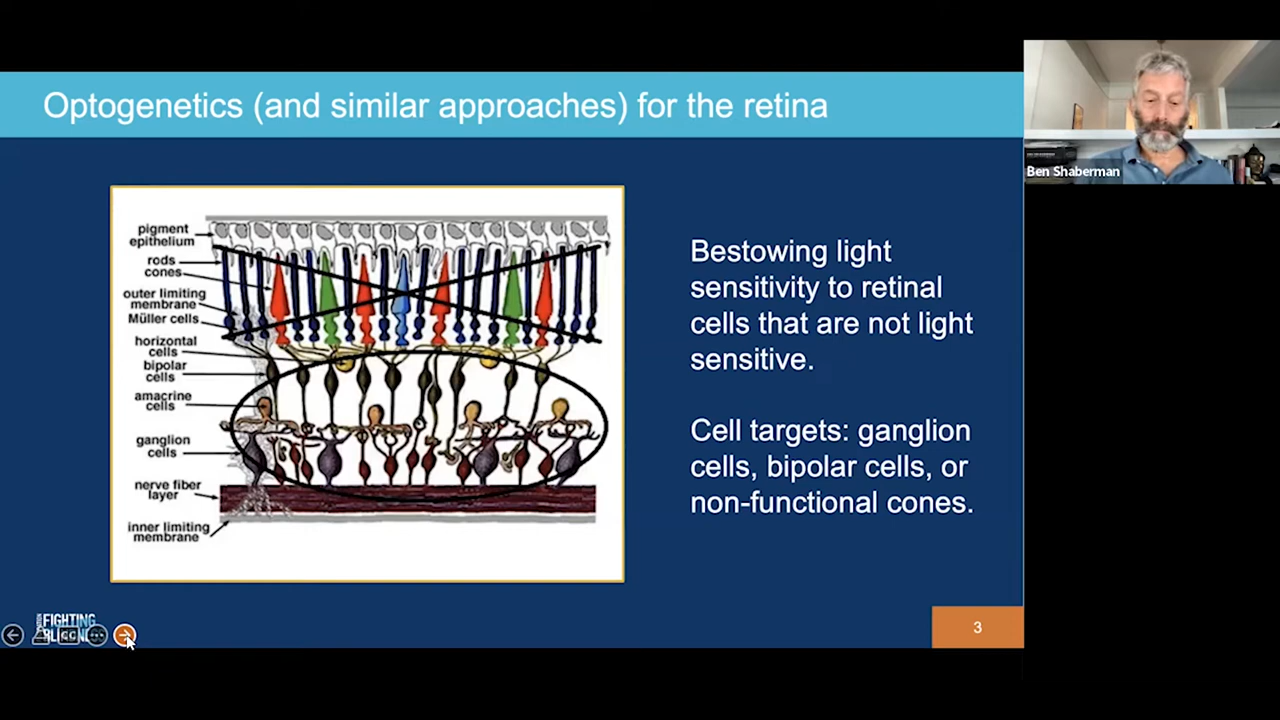 Optogenetics (and similar approaches) for the retina
Ben Shaberman
pigment
epithelium
rods
cones
outer limiting
membrane
Müller cells
horizontal
cells
bipolar
cells
amacrine
cells
ganglion
cells
nerve fiber
layer
inner limiting
membrane
Bestowing light
sensitivity to retinal
cells that are not light
sensitive.
Cell targets: ganglion
cells, bipolar cells, or
non-functional cones.
FIGHTING
3